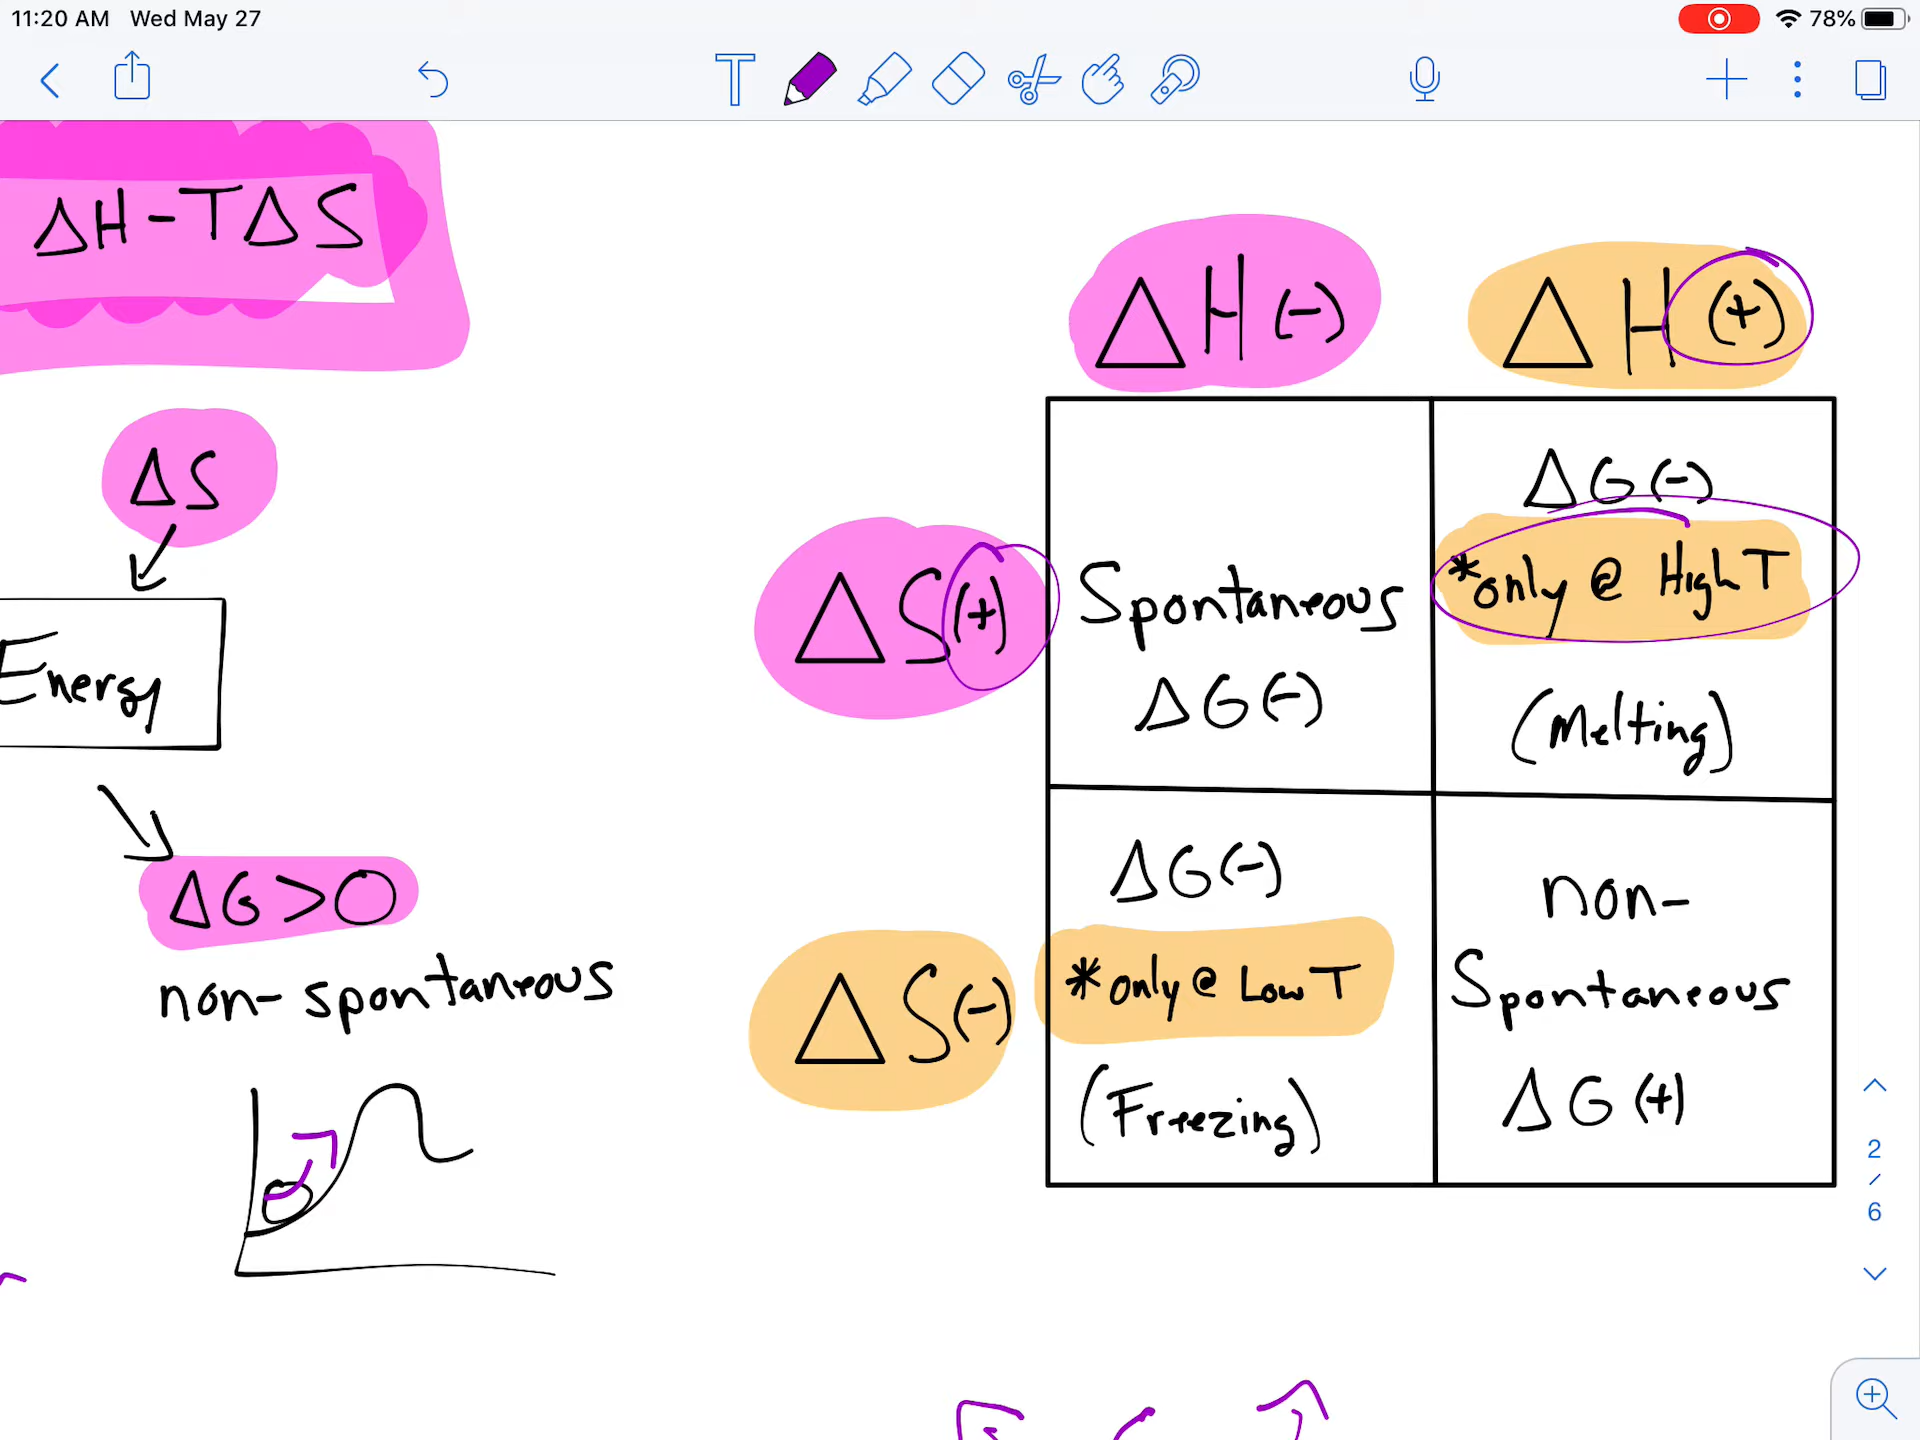 11:20 AM Wed May 27
78%
T
ΔH-TΔS
ΔS
Energy
ΔG>O
non-spontaneous
ΔH(-)
ΔH(+)
ΔS(+)
Spontaneous
ΔG(-)
ΔG(-)
*only @ High T
(Melting)
ΔS(-)
ΔG(-)
*only @ Low T
(Freezing)
non-
Spontaneous
ΔG(+)
2
/
6